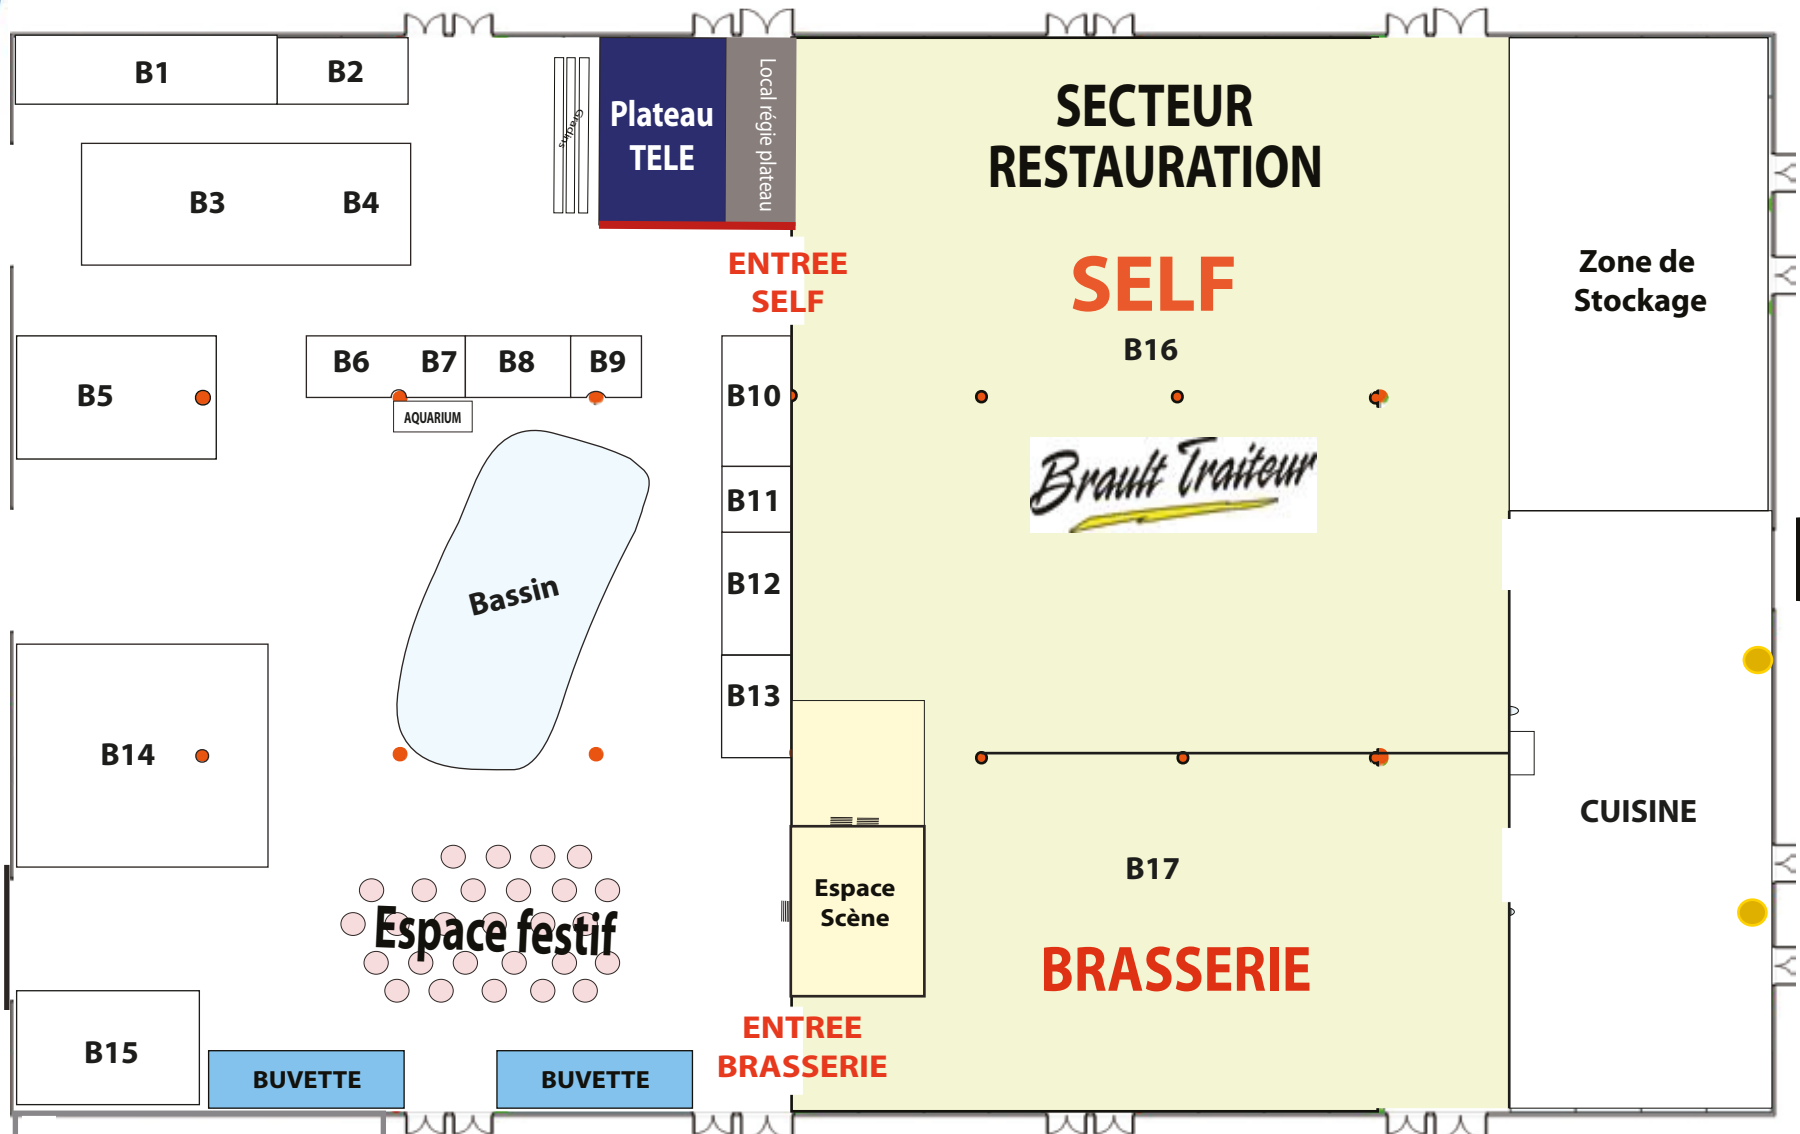 B1
B2
Gradins
Plateau
TELE
Local régie plateau
SECTEUR
RESTAURATION
B3
B4
ENTREE
SELF
SELF
Zone de
Stockage
B16
B5
B6
B7
B8
B9
B10
AQUARIUM
Brault Traiteur
B11
B12
Bassin
B13
B14
CUISINE
B17
Espace
Scène
Espace festif
BRASSERIE
ENTREE
BRASSERIE
B15
BUVETTE
BUVETTE